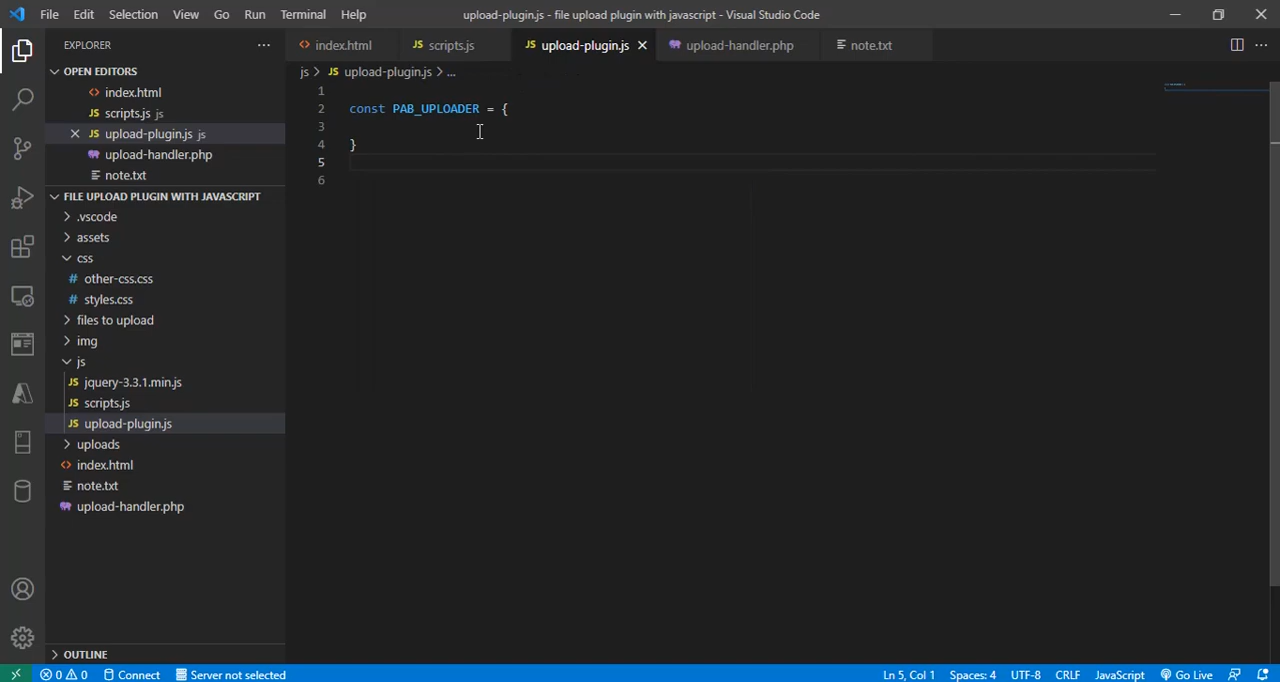 File Edit Selection View Go Run Terminal Help
upload-plugin.js - file upload plugin with javascript - Visual Studio Code
EXPLORER
index.html
scripts.js
upload-plugin.js
upload-handler.php
note.txt
OPEN EDITORS
index.html
scripts.js js
upload-plugin.js js
upload-handler.php
note.txt
FILE UPLOAD PLUGIN WITH JAVASCRIPT
.vscode
assets
css
other-css.css
styles.css
files to upload
img
js
jquery-3.3.1.min.js
scripts.js
upload-plugin.js
uploads
index.html
note.txt
upload-handler.php
OUTLINE
js > JS upload-plugin.js > ...
1
2 const PAB_UPLOADER = {
3
4 }
5
6
0 0 Connect Server not selected
Ln 5, Col 1 Spaces: 4 UTF-8 CRLF JavaScript Go Live